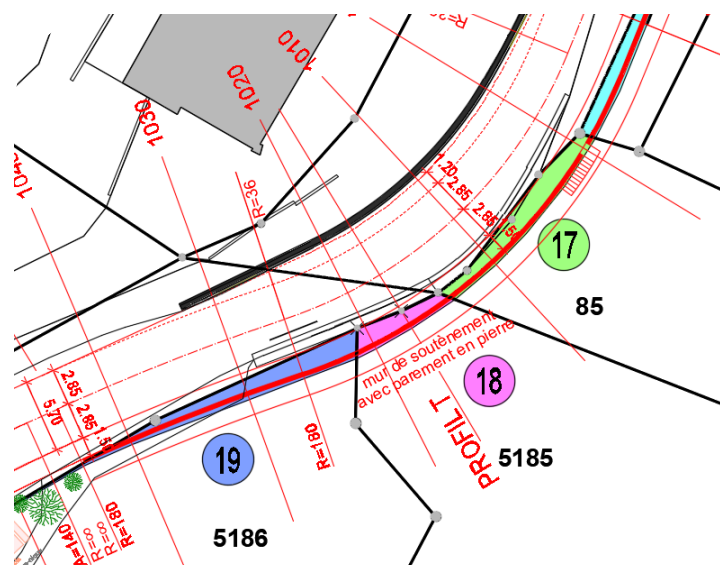 1010
1020
1030
R=36
1.20
2.85
2.85
17
85
mur de soutènement
avec parement en pierre
18
PROFIL T
5185
2.85
2.85
5.70
19
5186
R=180
A=140
R=∞
R=∞
R=180